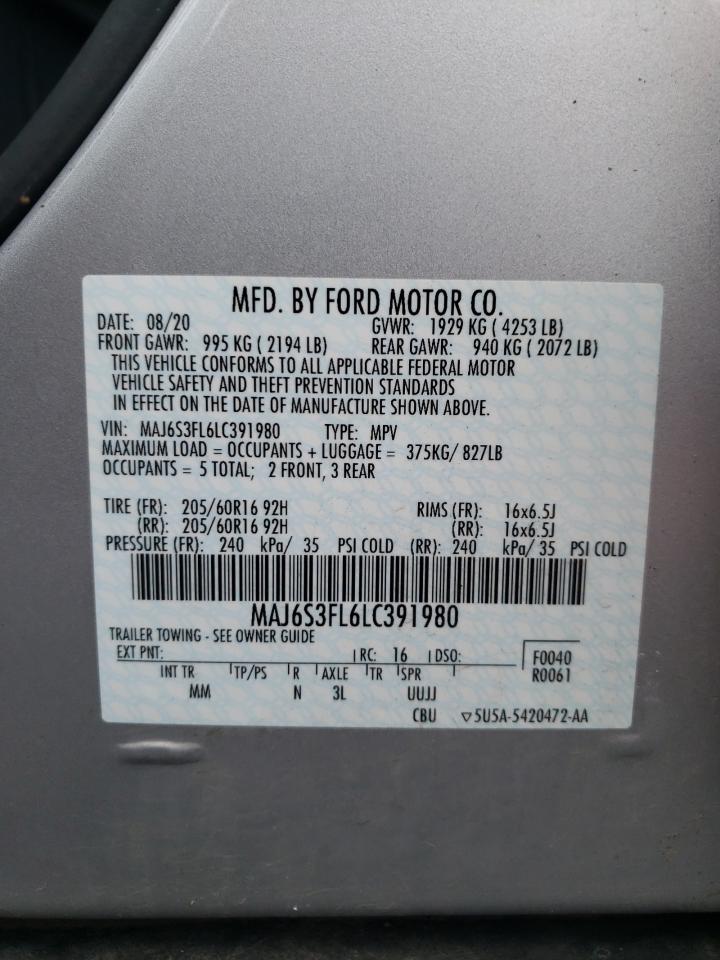 MFD. BY FORD MOTOR CO.
DATE: 08/20 GVWR: 1929 KG ( 4253 LB)
FRONT GAWR: 995 KG ( 2194 LB) REAR GAWR: 940 KG ( 2072 LB)
THIS VEHICLE CONFORMS TO ALL APPLICABLE FEDERAL MOTOR
VEHICLE SAFETY AND THEFT PREVENTION STANDARDS
IN EFFECT ON THE DATE OF MANUFACTURE SHOWN ABOVE.
VIN: MAJ6S3FL6LC391980 TYPE: MPV
MAXIMUM LOAD = OCCUPANTS + LUGGAGE = 375KG/ 827LB
OCCUPANTS = 5 TOTAL; 2 FRONT, 3 REAR
TIRE (FR): 205/60R16 92H RIMS (FR): 16x6.5J
(RR): 205/60R16 92H (RR): 16x6.5J
PRESSURE (FR): 240 kPa/ 35 PSI COLD (RR): 240 kPa/ 35 PSI COLD
MAJ6S3FL6LC391980
TRAILER TOWING - SEE OWNER GUIDE
EXT PNT: RC: 16 DSO: F0040
INT TR TP/PS R AXLE TR SPR R0061
MM N 3L UUJJ
CBU ▽5U5A-5420472-AA